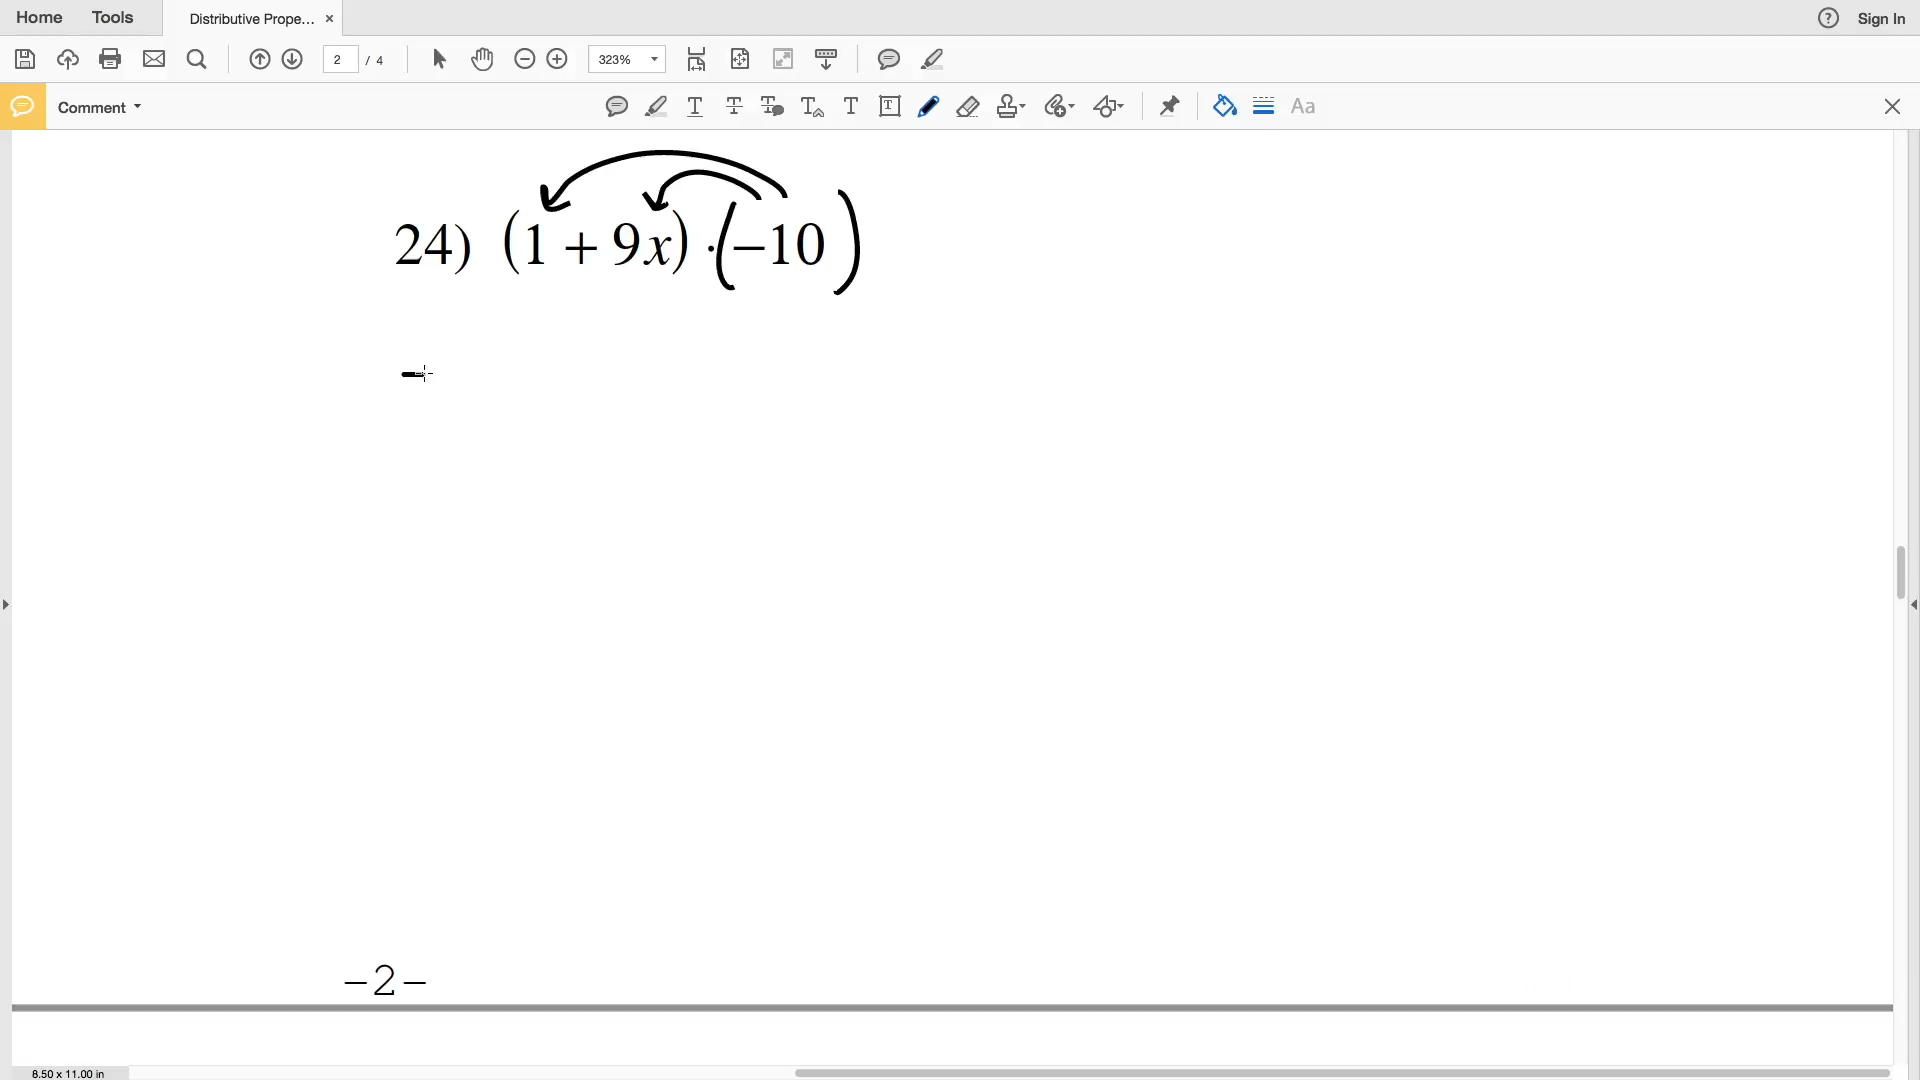 Home Tools Distributive Prope... × ? Sign In
2 / 4 323%
Comment Aa
24) (1 + 9x) · (−10)
−
-2-
8.50 x 11.00 in